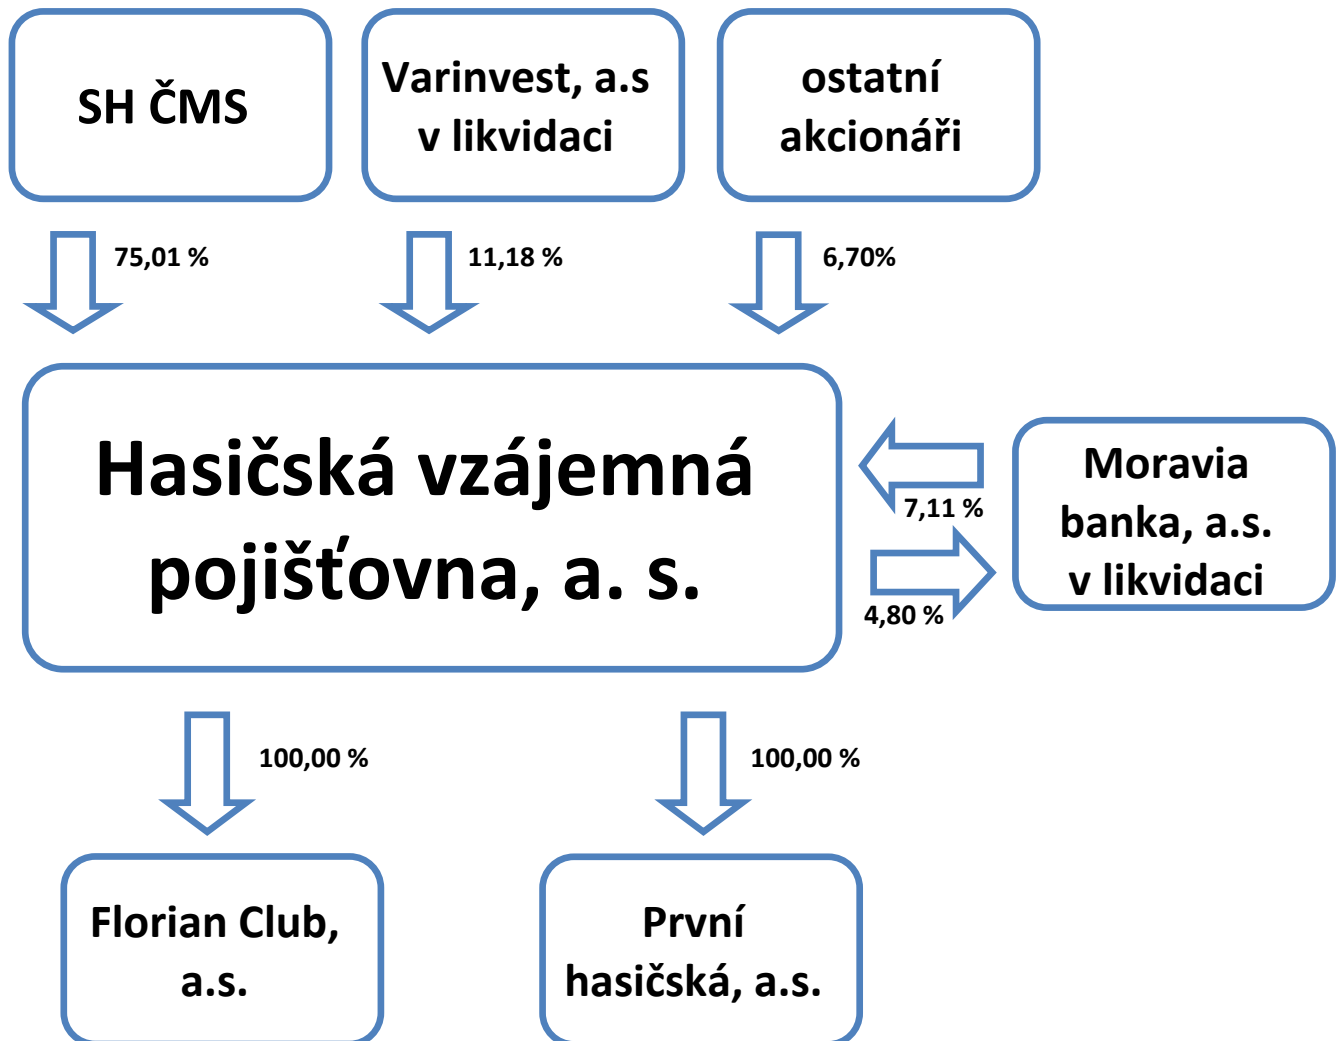 SH ČMS
Varinvest, a.s
v likvidaci
ostatní
akcionáři
75,01 %
11,18 %
6,70%
Hasičská vzájemná
pojišťovna, a. s.
7,11 %
4,80 %
Moravia
banka, a.s.
v likvidaci
100,00 %
100,00 %
Florian Club,
a.s.
První
hasičská, a.s.